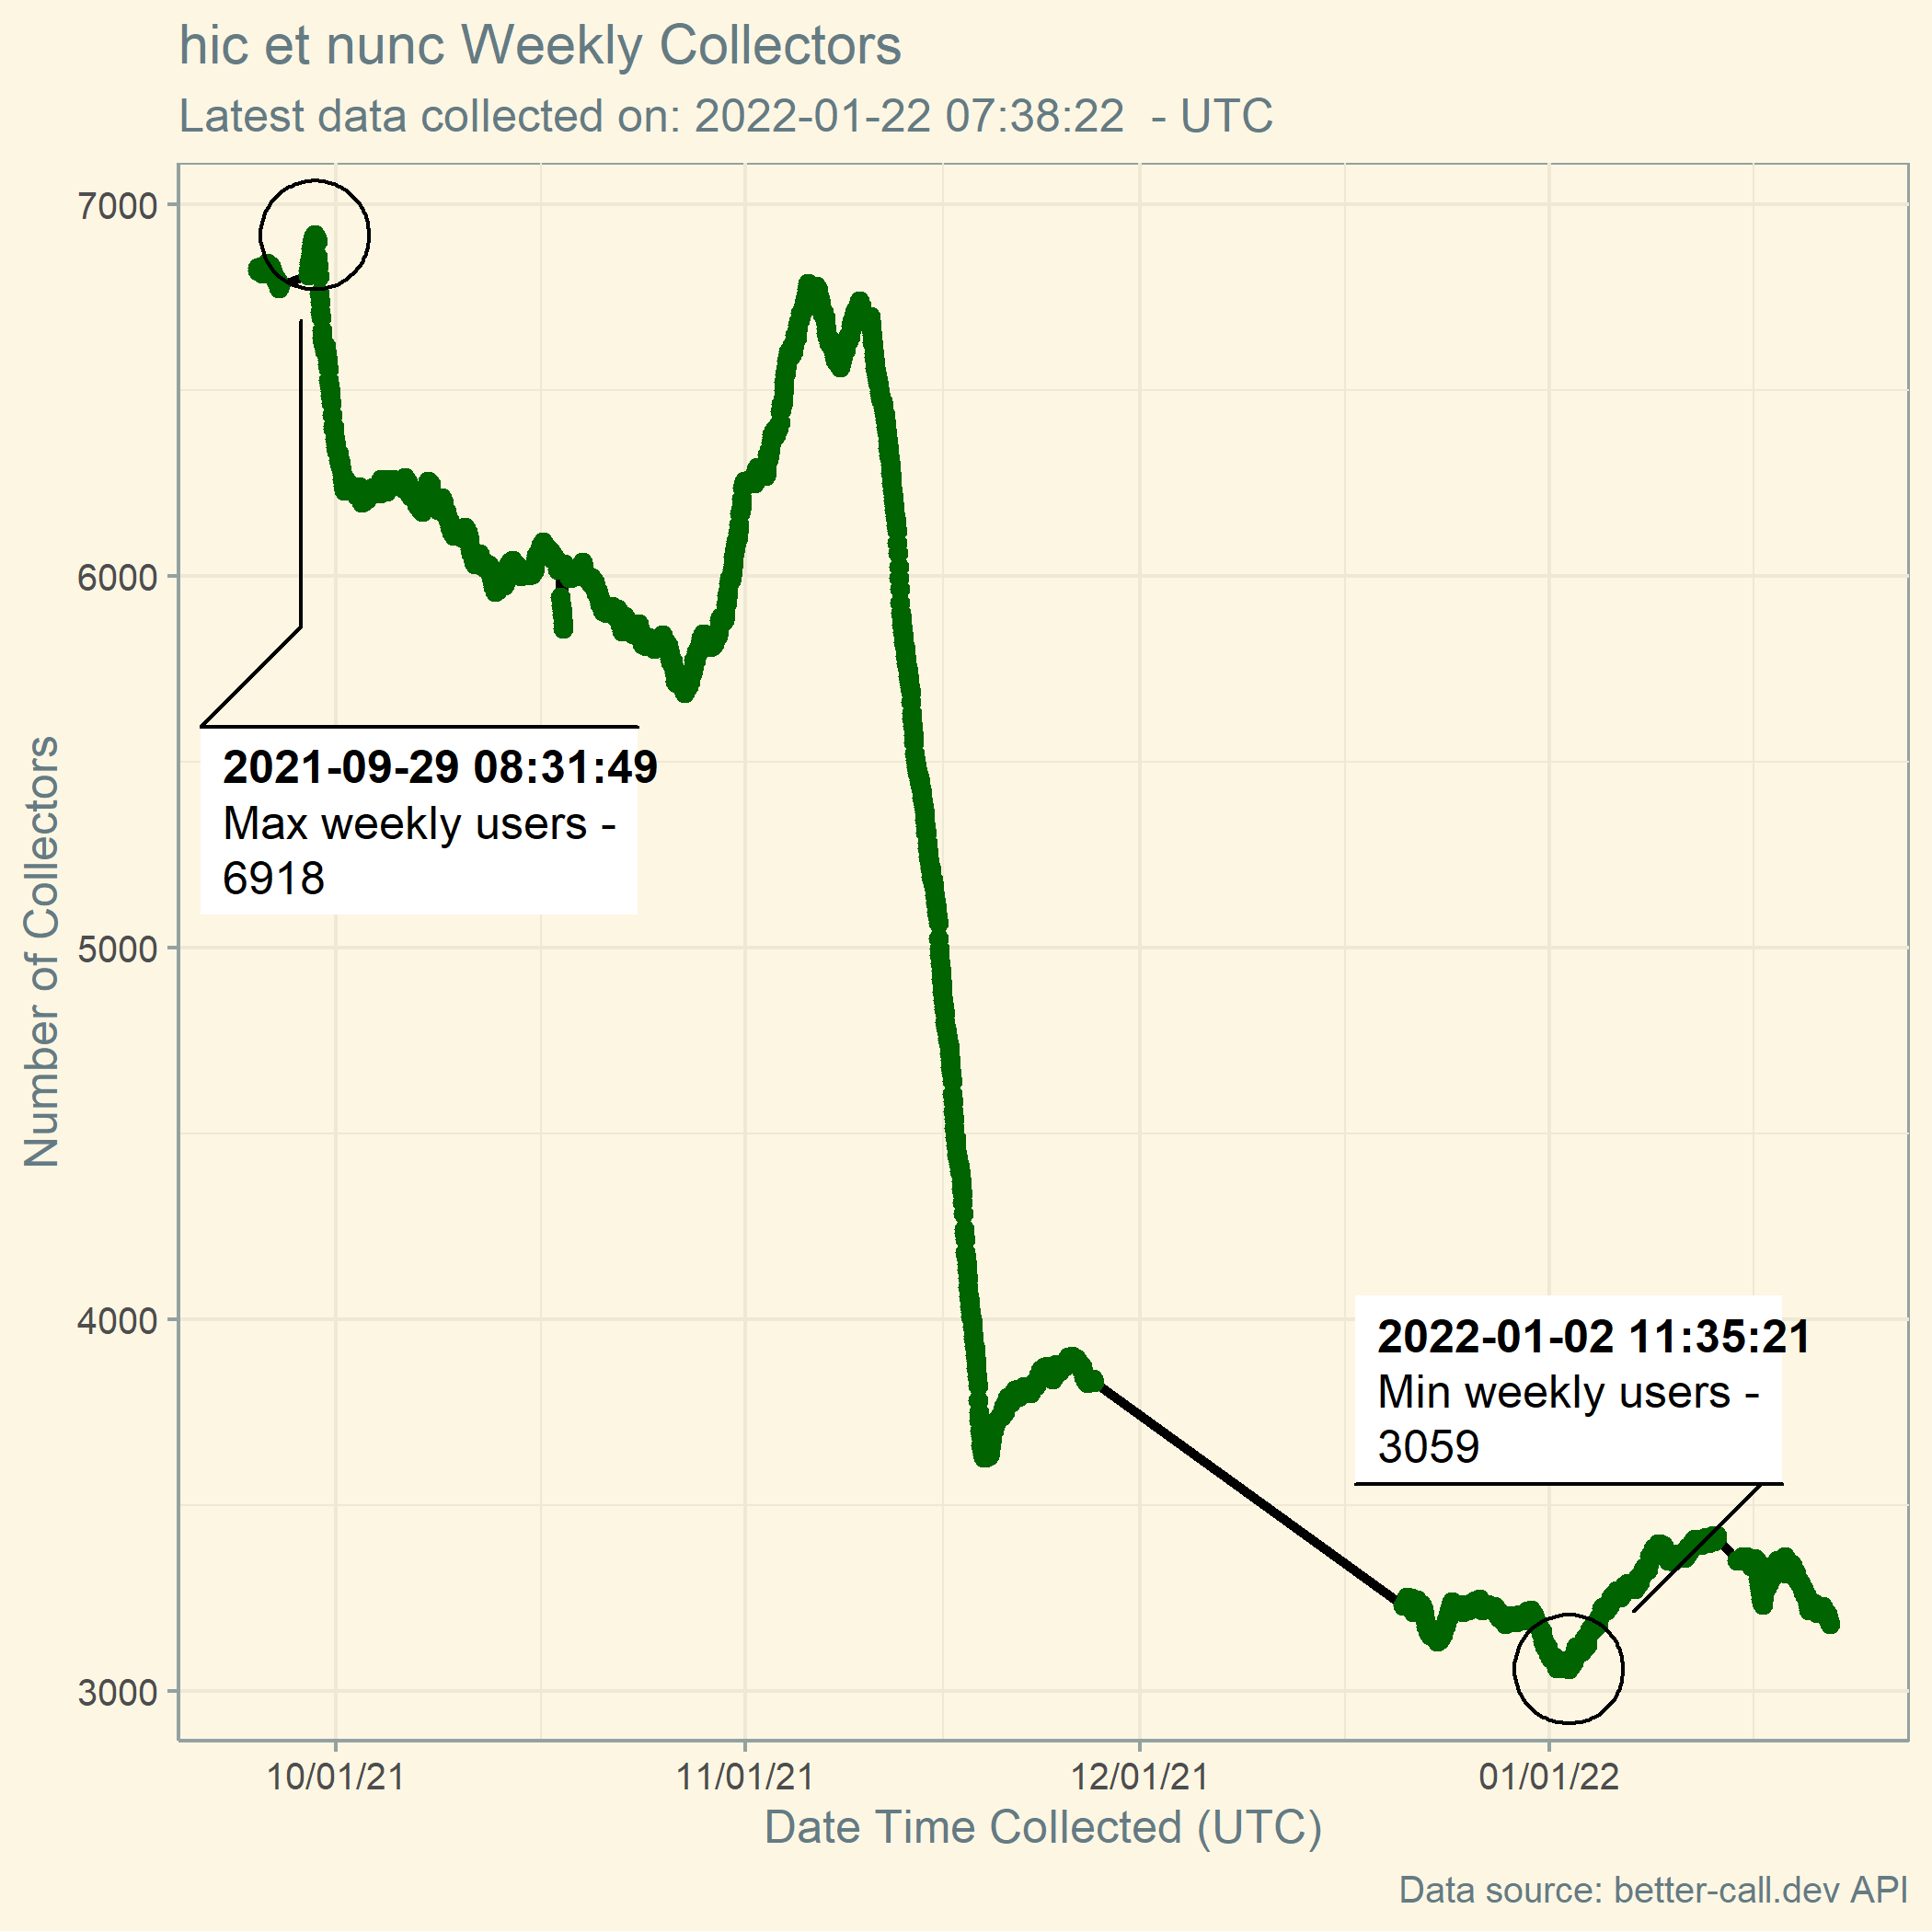 hic et nunc Weekly Collectors
Latest data collected on: 2022-01-22 07:38:22  - UTC
Number of Collectors
7000
6000
5000
4000
3000
2021-09-29 08:31:49
Max weekly users -
6918
2022-01-02 11:35:21
Min weekly users -
3059
10/01/21
11/01/21
12/01/21
01/01/22
Date Time Collected (UTC)
Data source: better-call.dev API